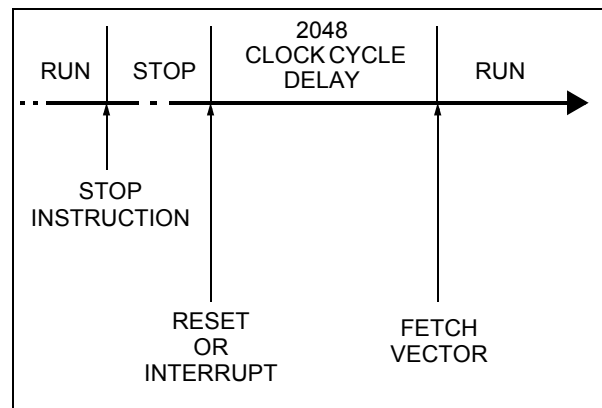 2048
CLOCK CYCLE
DELAY
RUN
STOP
RUN
STOP
INSTRUCTION
RESET
OR
INTERRUPT
FETCH
VECTOR